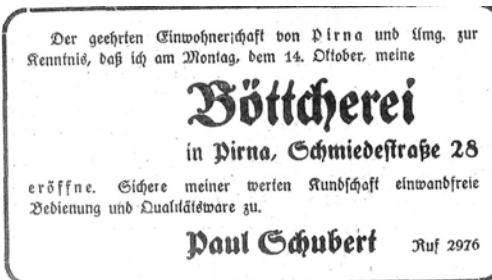 Der geehrten Einwohnerschaft von Pirna und Umg. zur
Kenntnis, daß ich am Montag, dem 14. Oktober, meine
Böttcherei
in Pirna, Schmiedestraße 28
eröffne. Sichere meiner werten Kundschaft einwandfreie
Bedienung und Qualitätsware zu.
Paul Schubert Ruf 2976